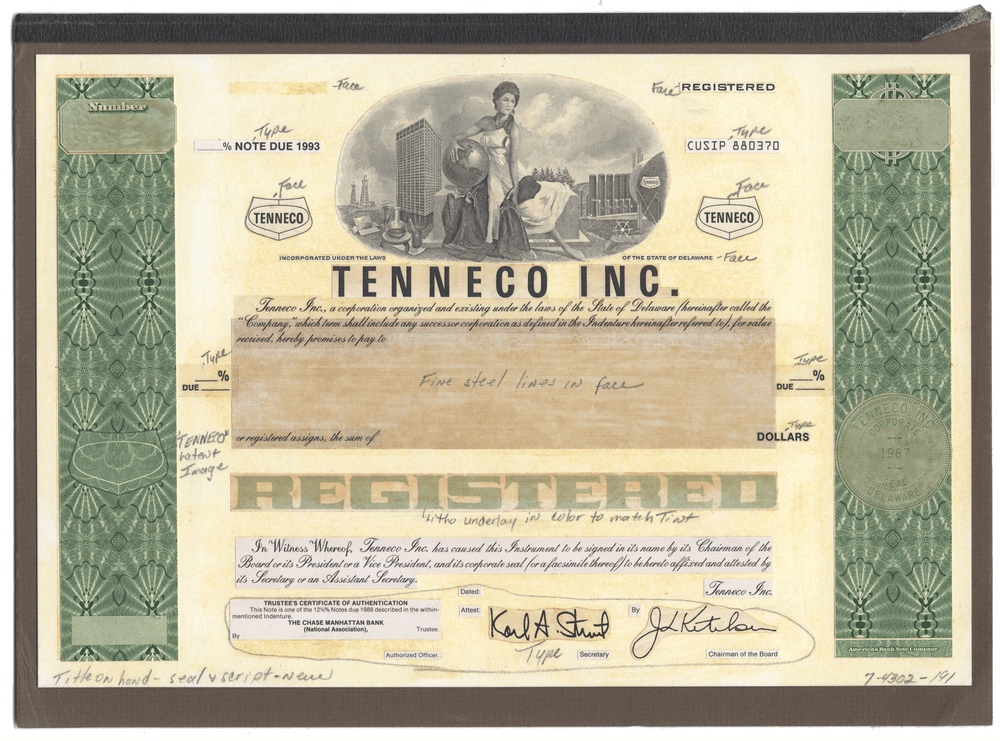 Number
Face
Face REGISTERED
Type
% NOTE DUE 1993
Type
CUSIP 880370
Face
TENNECO
Face
TENNECO
TENNECO
INCORPORATED UNDER THE LAWS
OF THE STATE OF DELAWARE - Face
TENNECO INC.
Tenneco Inc., a corporation organized and existing under the laws of the State of Delaware (hereinafter called the
"Company," which term shall include any successor corporation as defined in the Indenture hereinafter referred to), for value
received, hereby promises to pay to
Type
%
DUE
Fine steel lines in face
Type
%
DUE
"TENNECO"
Latent
Image
or registered assigns, the sum of
Type
DOLLARS
TENNECO INC.
CORPORATE
1987
SEAL
DELAWARE
REGISTERED
Litho underlay in color to match Tint
In Witness Whereof, Tenneco Inc. has caused this Instrument to be signed in its name by its Chairman of the
Board or its President or a Vice President, and its corporate seal (or a facsimile thereof) to be hereto affixed and attested by
its Secretary or an Assistant Secretary.
Tenneco Inc.
Dated:
TRUSTEE'S CERTIFICATE OF AUTHENTICATION
This Note is one of the 12⅛% Notes due 1988 described in the within-
mentioned Indenture.
THE CHASE MANHATTAN BANK
(National Association),
Trustee.
By
Authorized Officer.
Attest:
Karl A. Stewart
Type
Secretary
By
J L Ketelsen
Chairman of the Board
American Bank Note Company
Title on hand - seal & script - new
7-4302-191